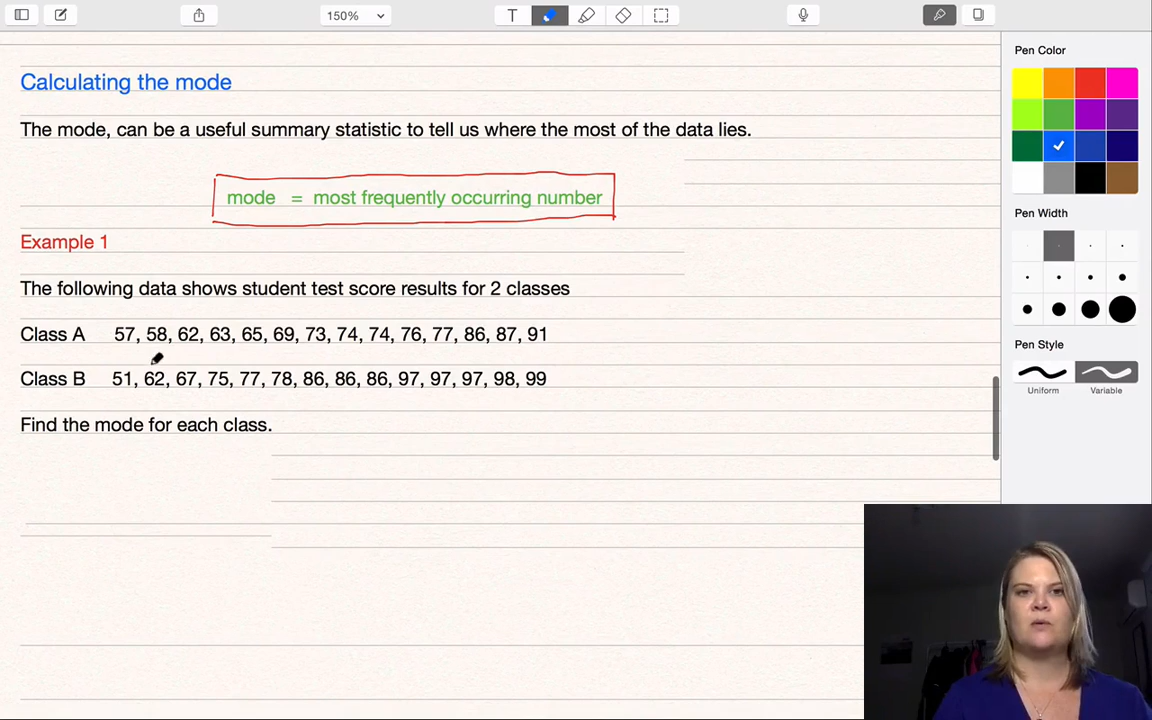 150%
T
Pen Color
Calculating the mode
The mode, can be a useful summary statistic to tell us where the most of the data lies.
mode = most frequently occurring number
Pen Width
Example 1
The following data shows student test score results for 2 classes
Class A 57, 58, 62, 63, 65, 69, 73, 74, 74, 76, 77, 86, 87, 91
Class B 51, 62, 67, 75, 77, 78, 86, 86, 86, 97, 97, 97, 98, 99
Find the mode for each class.
Pen Style
Uniform Variable